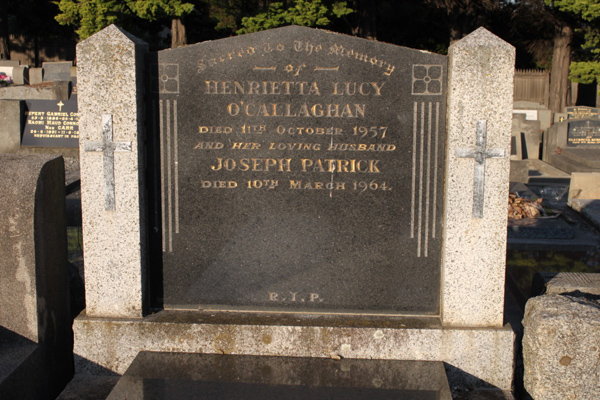 Sacred To The Memory
of
HENRIETTA LUCY
O'CALLAGHAN
DIED 11TH OCTOBER 1957
AND HER LOVING HUSBAND
JOSEPH PATRICK
DIED 10TH MARCH 1964.
R.I.P.